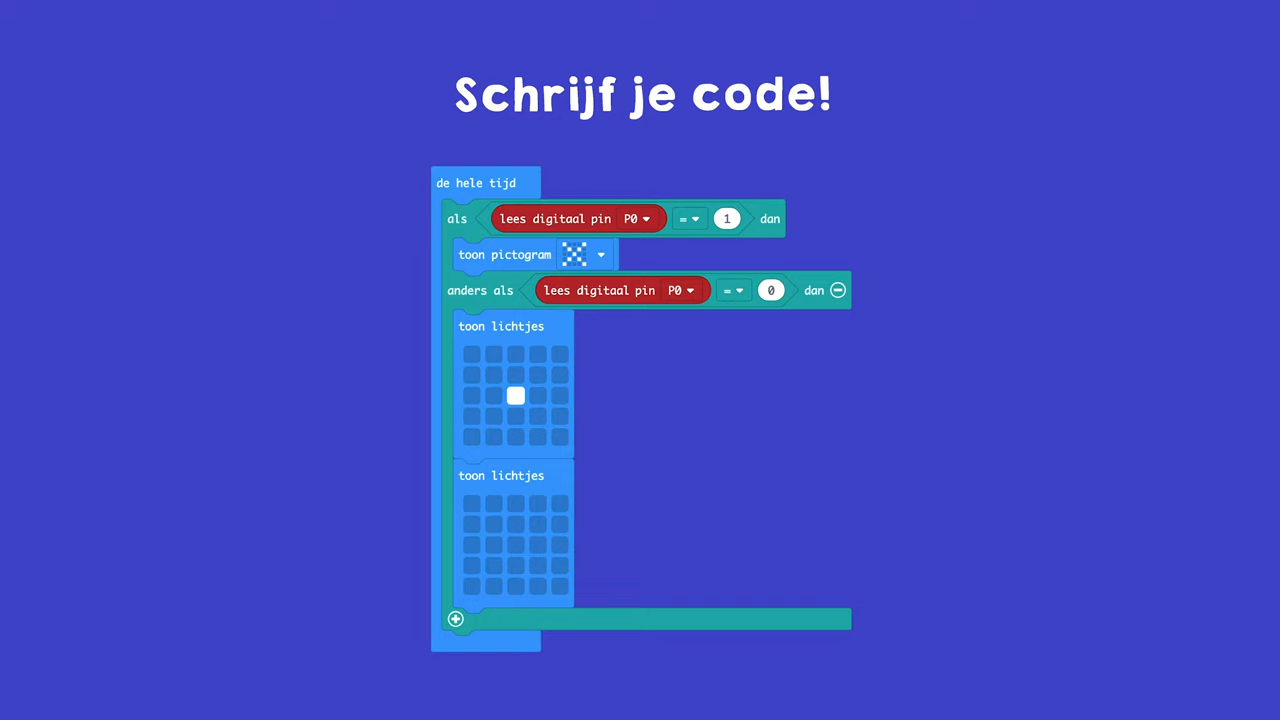 Schrijf je code!
de hele tijd
als lees digitaal pin P0 = 1 dan
toon pictogram
anders als lees digitaal pin P0 = 0 dan
toon lichtjes
toon lichtjes